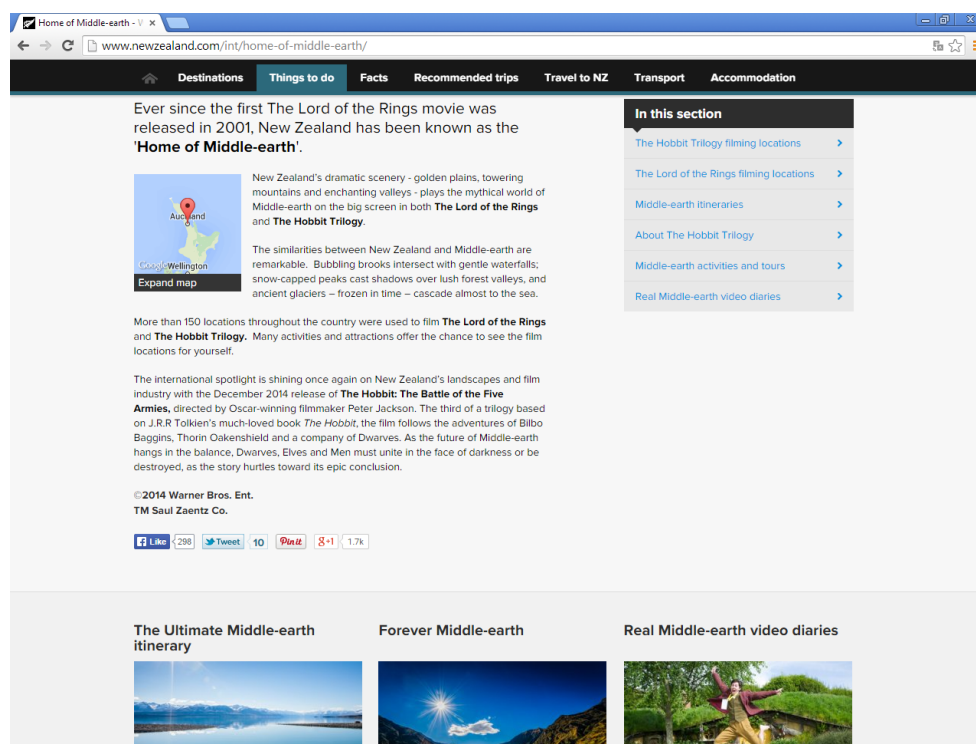 Home of Middle-earth - V
www.newzealand.com/int/home-of-middle-earth/
Destinations
Things to do
Facts
Recommended trips
Travel to NZ
Transport
Accommodation
Ever since the first The Lord of the Rings movie was
released in 2001, New Zealand has been known as the
'Home of Middle-earth'.
Auckland
Google
Wellington
Expand map
New Zealand's dramatic scenery - golden plains, towering
mountains and enchanting valleys - plays the mythical world of
Middle-earth on the big screen in both The Lord of the Rings
and The Hobbit Trilogy.
The similarities between New Zealand and Middle-earth are
remarkable. Bubbling brooks intersect with gentle waterfalls;
snow-capped peaks cast shadows over lush forest valleys, and
ancient glaciers – frozen in time – cascade almost to the sea.
More than 150 locations throughout the country were used to film The Lord of the Rings
and The Hobbit Trilogy. Many activities and attractions offer the chance to see the film
locations for yourself.
The international spotlight is shining once again on New Zealand's landscapes and film
industry with the December 2014 release of The Hobbit: The Battle of the Five
Armies, directed by Oscar-winning filmmaker Peter Jackson. The third of a trilogy based
on J.R.R Tolkien's much-loved book The Hobbit, the film follows the adventures of Bilbo
Baggins, Thorin Oakenshield and a company of Dwarves. As the future of Middle-earth
hangs in the balance, Dwarves, Elves and Men must unite in the face of darkness or be
destroyed, as the story hurtles toward its epic conclusion.
©2014 Warner Bros. Ent.
TM Saul Zaentz Co.
Like 298 Tweet 10 Pin it g+1 1.7k
In this section
The Hobbit Trilogy filming locations
The Lord of the Rings filming locations
Middle-earth itineraries
About The Hobbit Trilogy
Middle-earth activities and tours
Real Middle-earth video diaries
The Ultimate Middle-earth
itinerary
Forever Middle-earth
Real Middle-earth video diaries